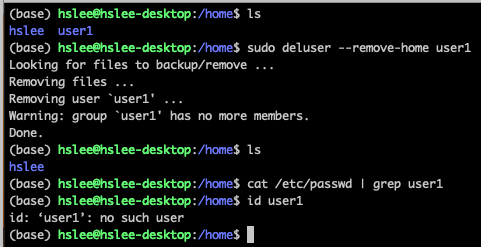 (base) hslee@hslee-desktop:/home$ ls
hslee  user1
(base) hslee@hslee-desktop:/home$ sudo deluser --remove-home user1
Looking for files to backup/remove ...
Removing files ...
Removing user `user1' ...
Warning: group `user1' has no more members.
Done.
(base) hslee@hslee-desktop:/home$ ls
hslee
(base) hslee@hslee-desktop:/home$ cat /etc/passwd | grep user1
(base) hslee@hslee-desktop:/home$ id user1
id: ‘user1’: no such user
(base) hslee@hslee-desktop:/home$